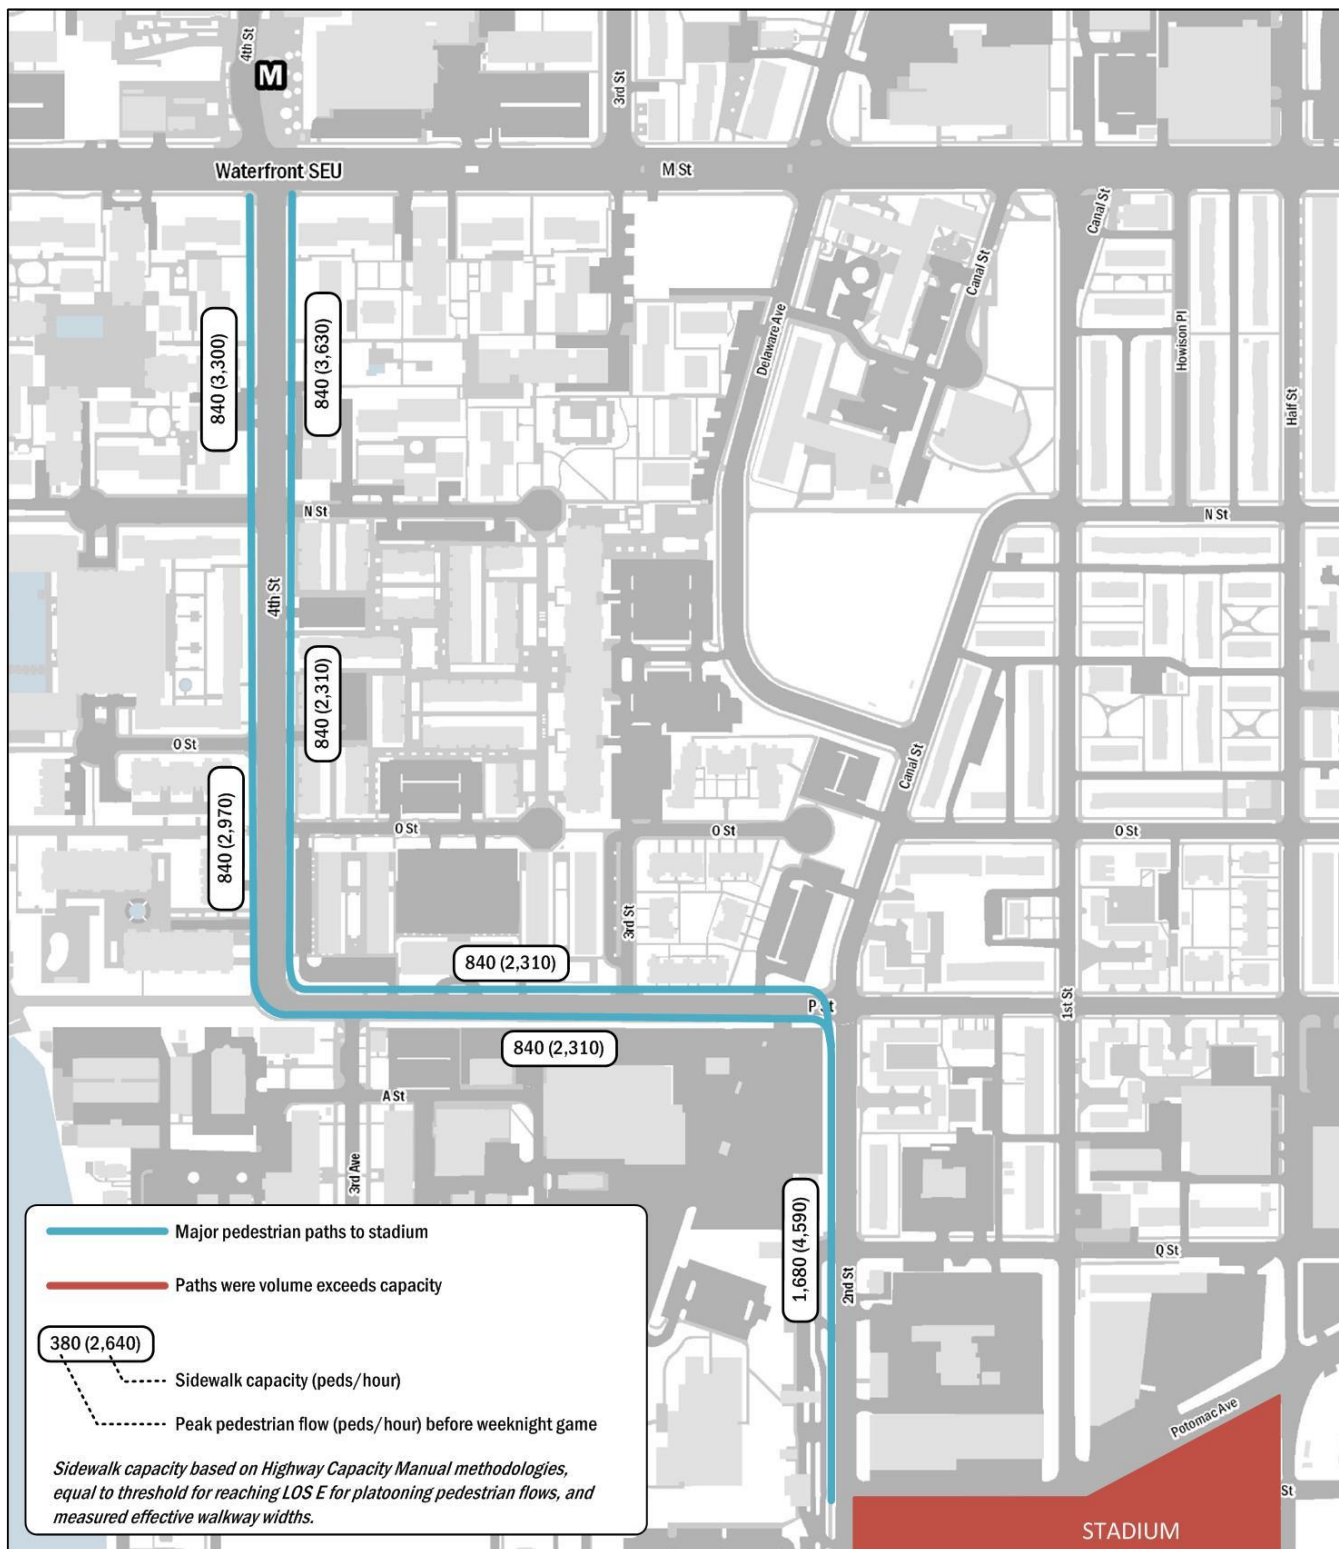 4th St
M
3rd St
Waterfront SEU
M St
Canal St
Canal St
Delaware Ave
Howison Pl
Half St
840 (3,300)
840 (3,630)
N St
N St
4th St
840 (2,310)
O St
Canal St
840 (2,970)
O St
O St
O St
3rd St
840 (2,310)
P St
1st St
840 (2,310)
A St
3rd Ave
1,680 (4,590)
Q St
2nd St
Major pedestrian paths to stadium
Paths were volume exceeds capacity
380 (2,640)
Sidewalk capacity (peds/hour)
Peak pedestrian flow (peds/hour) before weeknight game
Sidewalk capacity based on Highway Capacity Manual methodologies,
equal to threshold for reaching LOS E for platooning pedestrian flows, and
measured effective walkway widths.
Potomac Ave
St
STADIUM